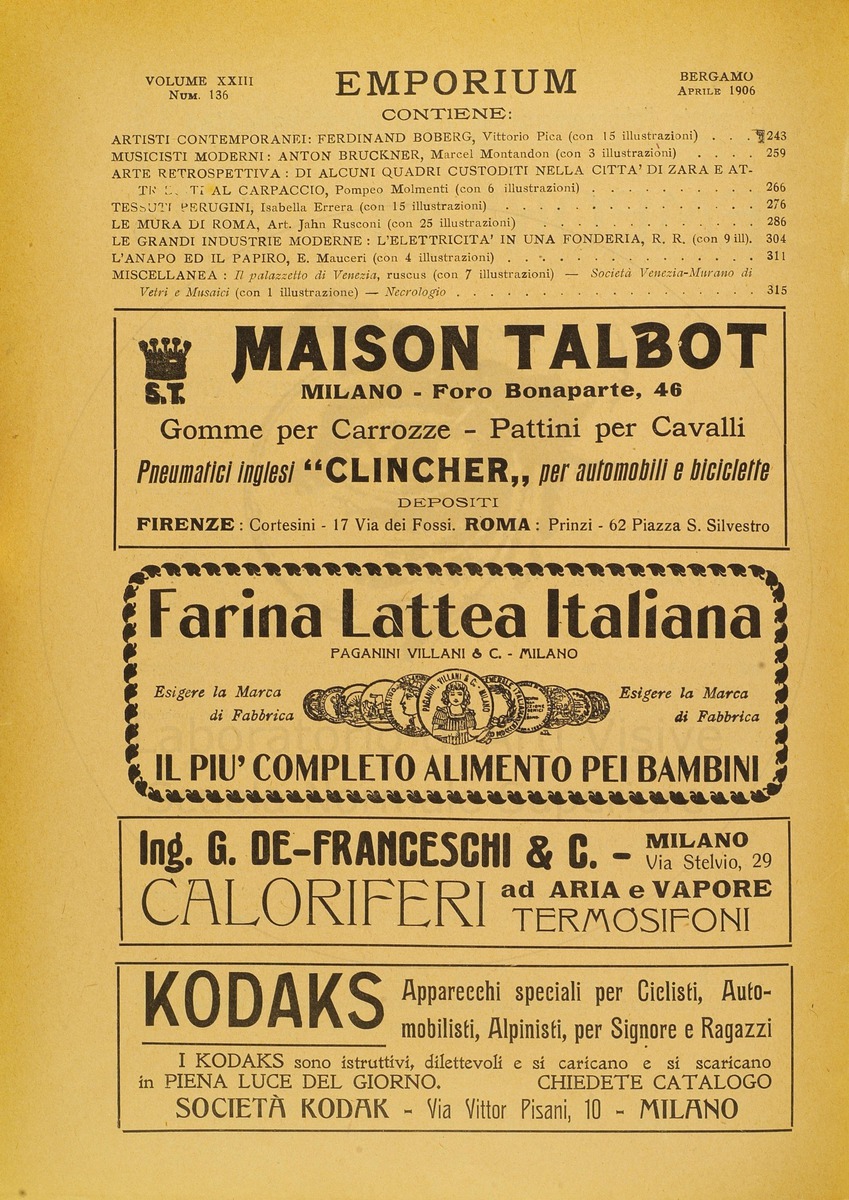 VOLUME XXIII
NUM. 136
EMPORIUM
BERGAMO
APRILE 1906
CONTIENE:
ARTISTI CONTEMPORANEI: FERDINAND BOBERG, Vittorio Pica (con 15 illustrazioni) . . . 243
MUSICISTI MODERNI: ANTON BRUCKNER, Marcel Montandon (con 3 illustrazioni) . . . . 259
ARTE RETROSPETTIVA : DI ALCUNI QUADRI CUSTODITI NELLA CITTA' DI ZARA E AT-
AL CARPACCIO, Pompeo Molmenti (con 6 illustrazioni) . . . . . . . . . . . 266
TESSUTI PERUGINI, Isabella Errera (con 15 illustrazioni) . . . . . . . . . . . . . . 276
LE MURA DI ROMA, Art. Jahn Rusconi (con 25 illustrazioni) . . . . . . . . . . . . 286
LE GRANDI INDUSTRIE MODERNE : L'ELETTRICITA' IN UNA FONDERIA, R. R. (con 9 ill). 304
L'ANAPO ED IL PAPIRO, E. Mauceri (con 4 illustrazioni) . . . . . . . . . . . . . . 311
MISCELLANEA : Il palazzetto di Venezia, ruscus (con 7 illustrazioni) — Società Venezia-Murano di
Vetri e Musaici (con 1 illustrazione) — Necrologio . . . . . . . . . . . . . . . . . 315
S.T.
MAISON TALBOT
MILANO - Foro Bonaparte, 46
Gomme per Carrozze - Pattini per Cavalli
Pneumatici inglesi “CLINCHER„ per automobili e biciclette
DEPOSITI
FIRENZE : Cortesini - 17 Via dei Fossi. ROMA : Prinzi - 62 Piazza S. Silvestro
Farina Lattea Italiana
PAGANINI VILLANI & C. - MILANO
Esigere la Marca
di Fabbrica
PAGANINI, VILLANI & C. - MILANO
Esigere la Marca
di Fabbrica
IL PIU' COMPLETO ALIMENTO PEI BAMBINI
Ing. G. DE-FRANCESCHI & C. -
MILANO
Via Stelvio, 29
CALORIFERI
ad ARIA e VAPORE
TERMOSIFONI
KODAKS
Apparecchi speciali per Ciclisti, Auto-
mobilisti, Alpinisti, per Signore e Ragazzi
I KODAKS sono istruttivi, dilettevoli e si caricano e si scaricano
in PIENA LUCE DEL GIORNO. CHIEDETE CATALOGO
SOCIETÀ KODAK - Via Vittor Pisani, 10 - MILANO